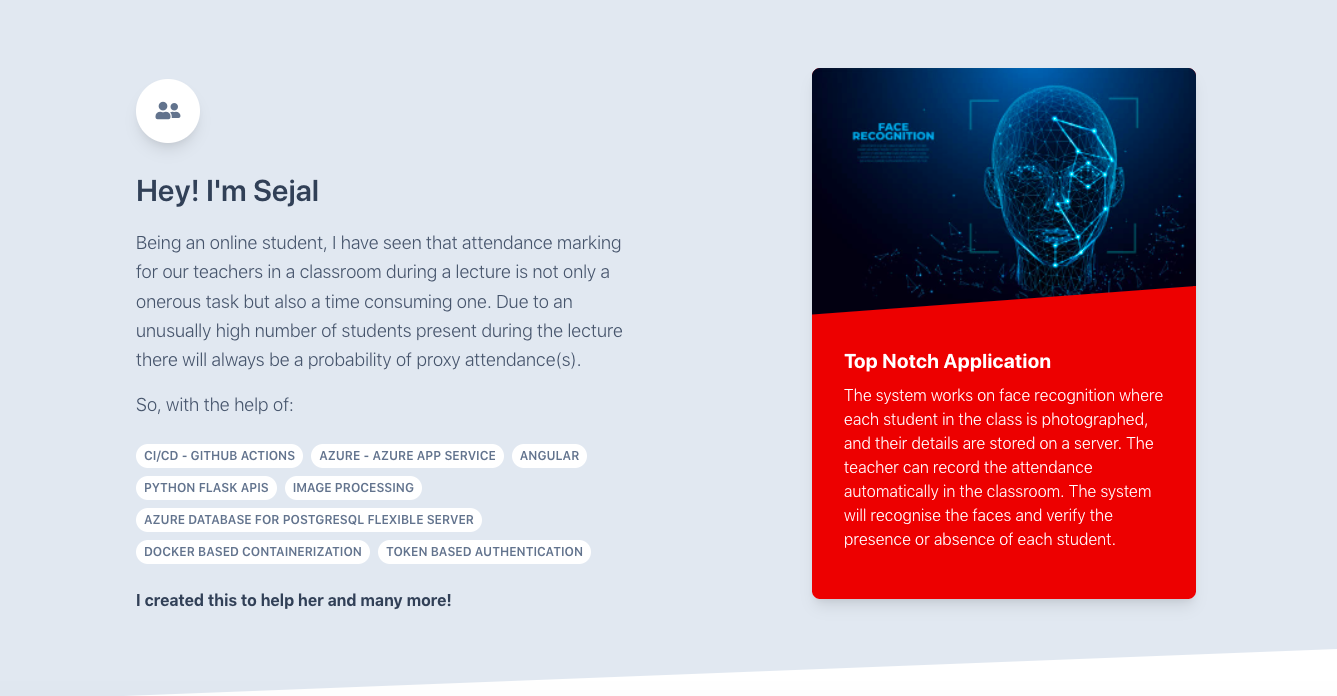 Hey! I'm Sejal
Being an online student, I have seen that attendance marking
for our teachers in a classroom during a lecture is not only a
onerous task but also a time consuming one. Due to an
unusually high number of students present during the lecture
there will always be a probability of proxy attendance(s).
So, with the help of:
CI/CD - GITHUB ACTIONS AZURE - AZURE APP SERVICE ANGULAR
PYTHON FLASK APIS IMAGE PROCESSING
AZURE DATABASE FOR POSTGRESQL FLEXIBLE SERVER
DOCKER BASED CONTAINERIZATION TOKEN BASED AUTHENTICATION
I created this to help her and many more!
FACE
RECOGNITION
Top Notch Application
The system works on face recognition where
each student in the class is photographed,
and their details are stored on a server. The
teacher can record the attendance
automatically in the classroom. The system
will recognise the faces and verify the
presence or absence of each student.